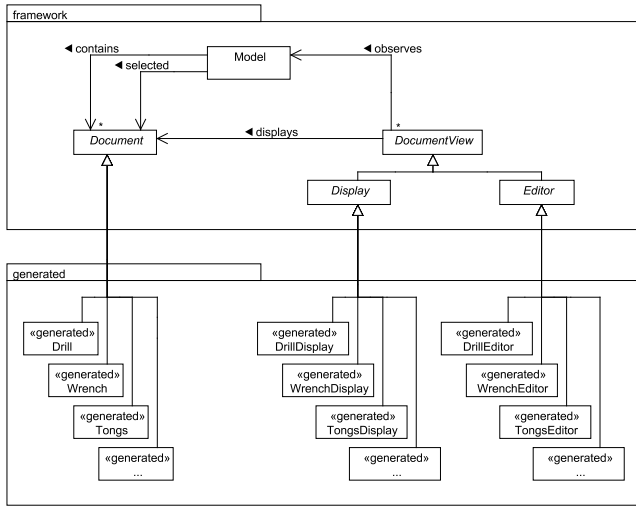 framework
◄ contains
Model
◄ observes
◄ selected
*
*
Document
◄ displays
DocumentView
Display
Editor
generated
«generated»
Drill
«generated»
Wrench
«generated»
Tongs
«generated»
...
«generated»
DrillDisplay
«generated»
WrenchDisplay
«generated»
TongsDisplay
«generated»
...
«generated»
DrillEditor
«generated»
WrenchEditor
«generated»
TongsEditor
«generated»
...